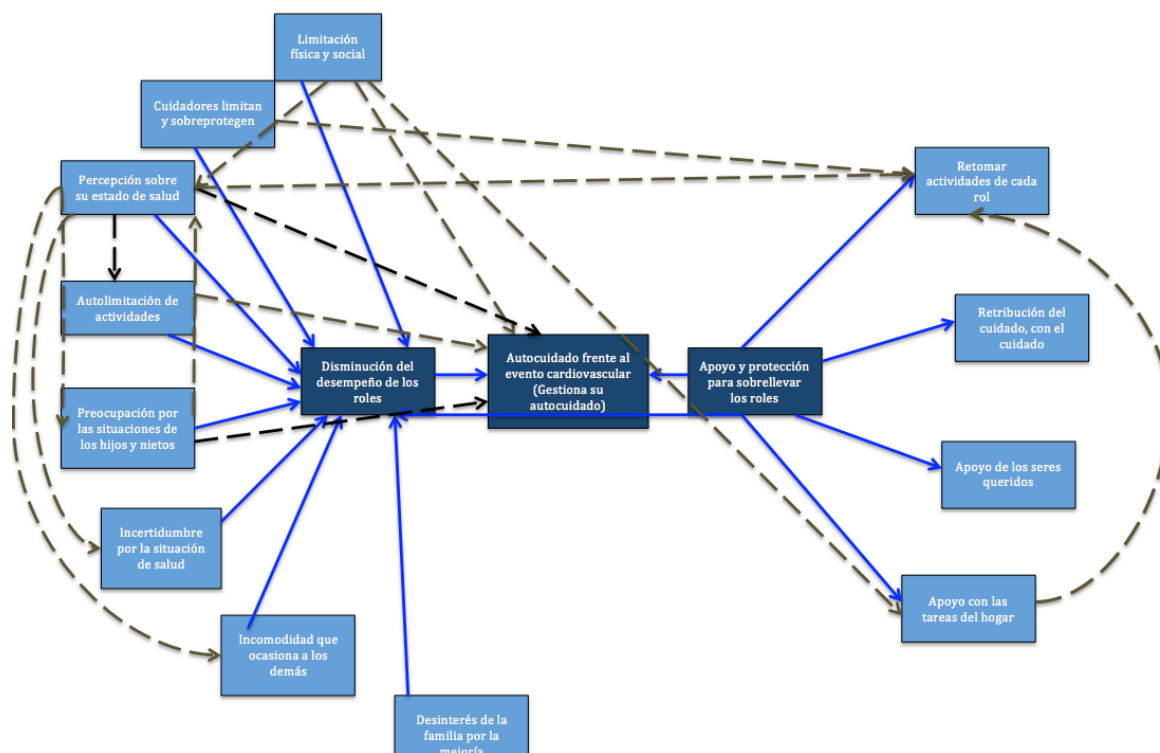 Limitación
física y social
Cuidadores limitan
y sobreprotegen
Percepción sobre
su estado de salud
Retomar
actividades de cada
rol
Autolimitación de
actividades
Retribución del
cuidado, con el
cuidado
Disminución del
desempeño de los
roles
Autocuidado frente al
evento cardiovascular
(Gestiona su
autocuidado)
Apoyo y protección
para sobrellevar
los roles
Preocupación por
las situaciones de
los hijos y nietos
Apoyo de los seres
queridos
Incertidumbre por
la situación
de salud
Apoyo con las
tareas del hogar
Incomodidad que
ocasiona a los
demás
Desinterés de la
familia por la
mejoría